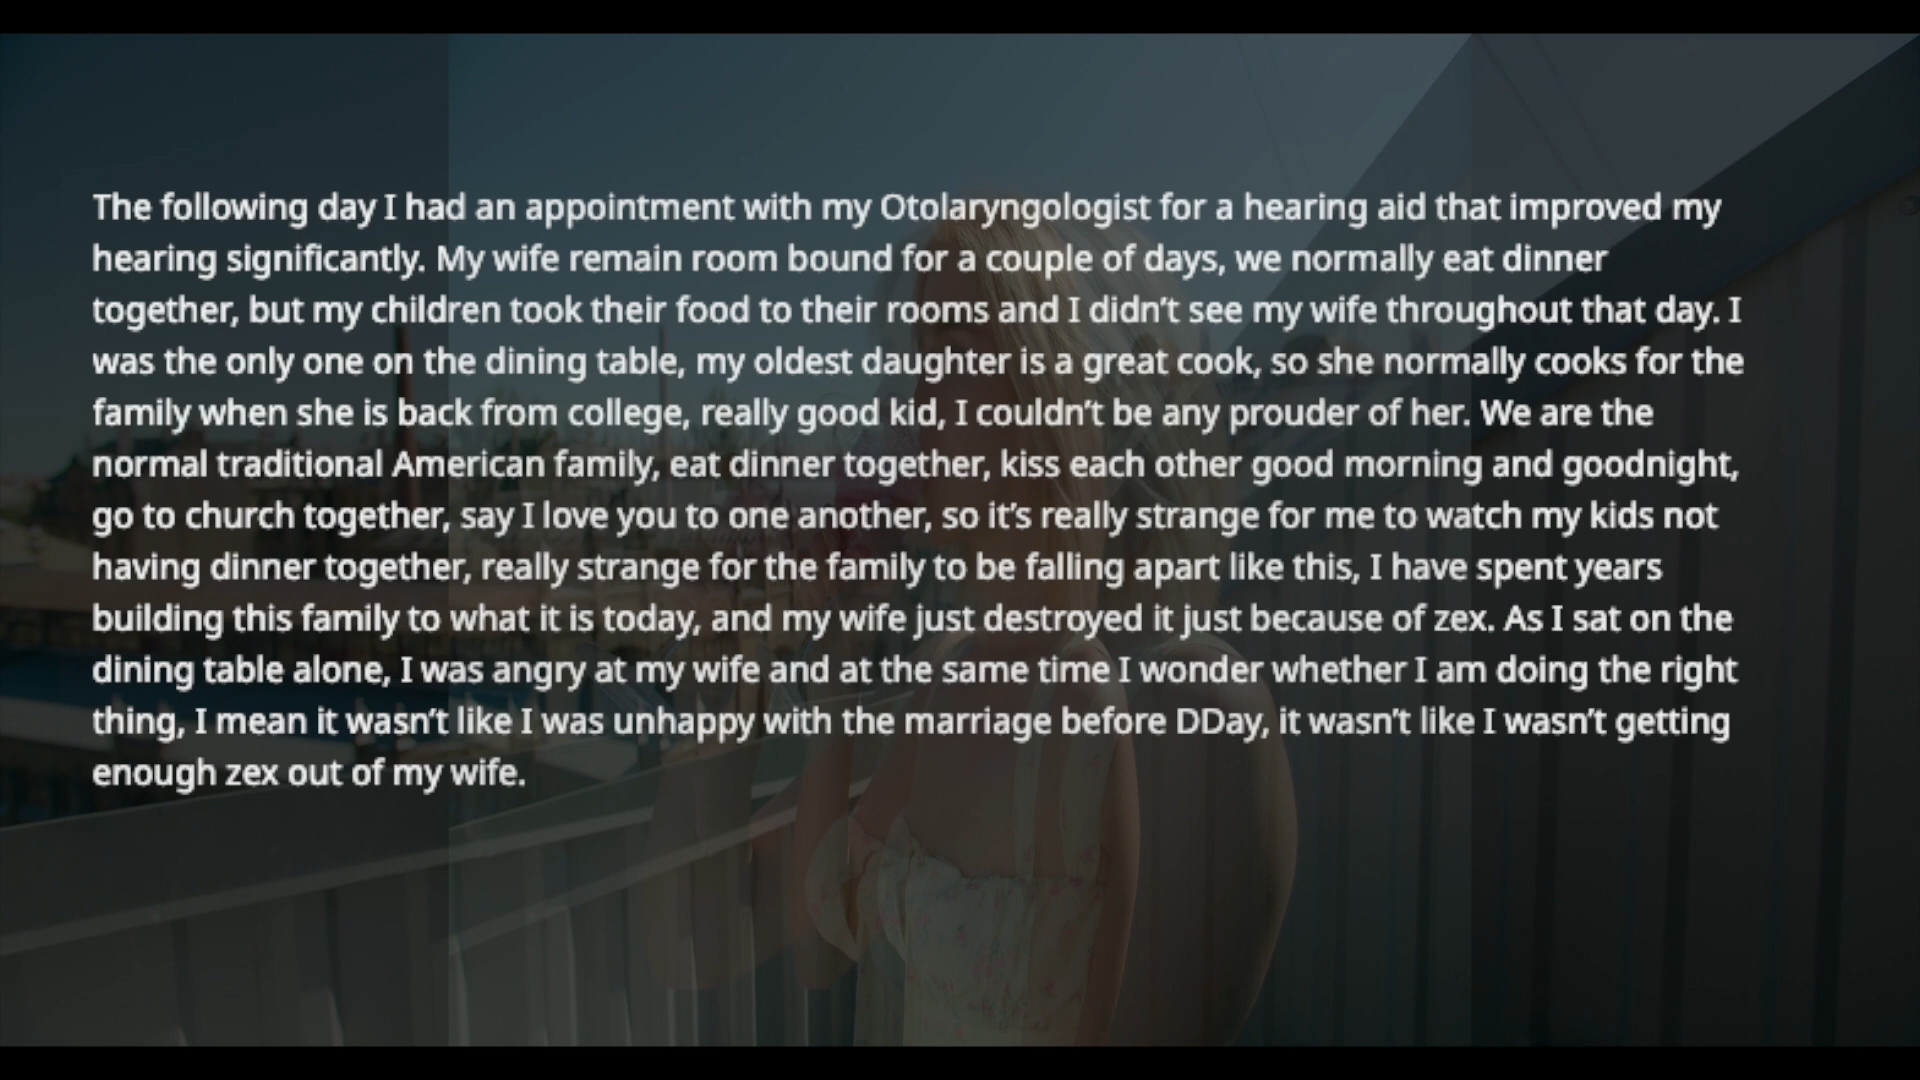 The following day I had an appointment with my Otolaryngologist for a hearing aid that improved my
hearing significantly. My wife remain room bound for a couple of days, we normally eat dinner
together, but my children took their food to their rooms and I didn’t see my wife throughout that day. I
was the only one on the dining table, my oldest daughter is a great cook, so she normally cooks for the
family when she is back from college, really good kid, I couldn’t be any prouder of her. We are the
normal traditional American family, eat dinner together, kiss each other good morning and goodnight,
go to church together, say I love you to one another, so it’s really strange for me to watch my kids not
having dinner together, really strange for the family to be falling apart like this, I have spent years
building this family to what it is today, and my wife just destroyed it just because of zex. As I sat on the
dining table alone, I was angry at my wife and at the same time I wonder whether I am doing the right
thing, I mean it wasn’t like I was unhappy with the marriage before DDay, it wasn’t like I wasn’t getting
enough zex out of my wife.